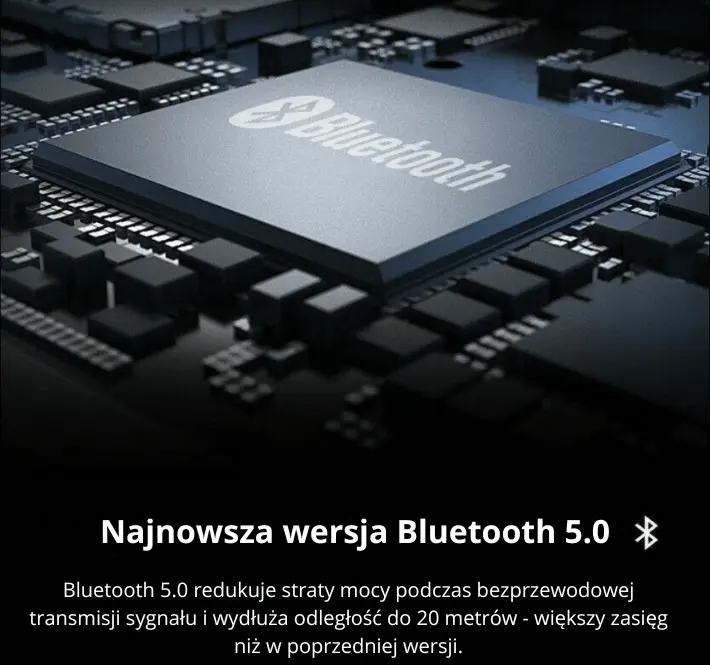 Bluetooth
Najnowsza wersja Bluetooth 5.0
Bluetooth 5.0 redukuje straty mocy podczas bezprzewodowej
transmisji sygnału i wydłuża odległość do 20 metrów - większy zasięg
niż w poprzedniej wersji.